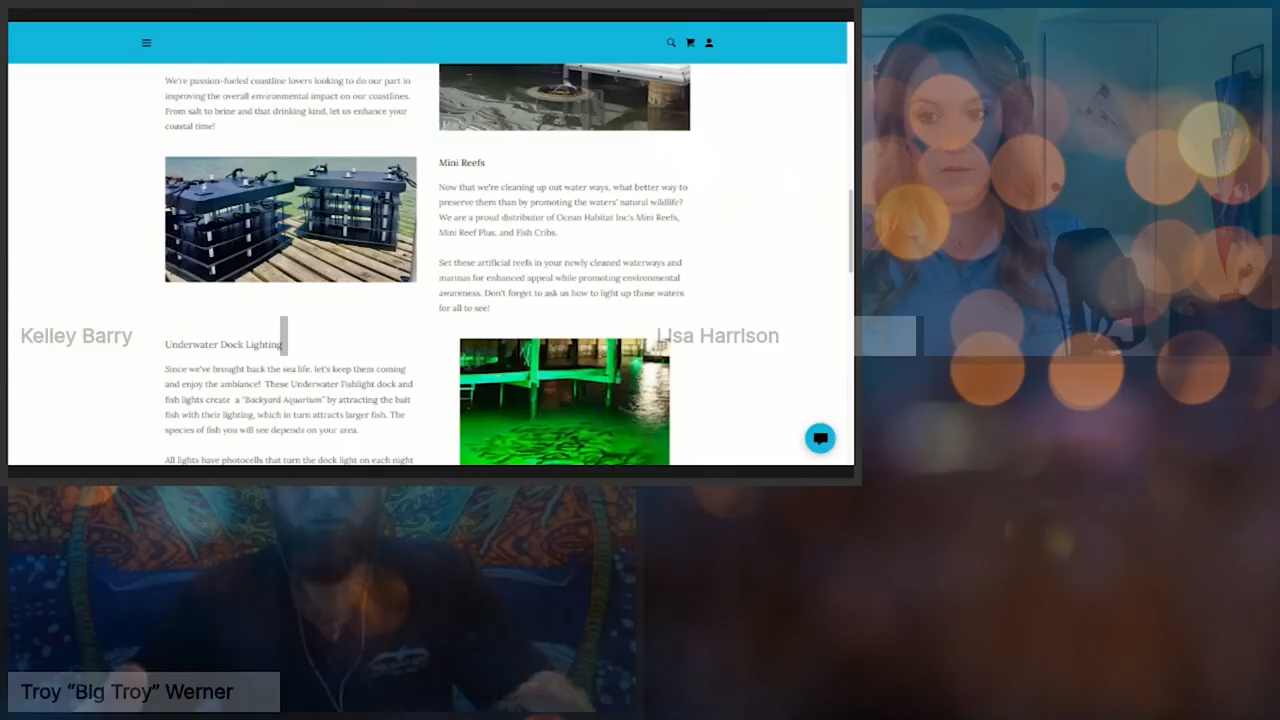 We're passion-fueled coastline lovers looking to do our part in
improving the overall environmental impact on our coastlines.
From salt to brine and that drinking kind, let us enhance your
coastal time!
Mini Reefs
Now that we're cleaning up out water ways, what better way to
preserve them than by promoting the waters' natural wildlife?
We are a proud distributor of Ocean Habitat Inc's Mini Reefs,
Mini Reef Plus, and Fish Cribs.
Set these artificial reefs in your newly cleaned waterways and
marinas for enhanced appeal while promoting environmental
awareness. Don't forget to ask us how to light up those waters
for all to see!
Kelley Barry
Lisa Harrison
Underwater Dock Lighting
Since we've brought back the sea life, let's keep them coming
and enjoy the ambiance! These Underwater Fishlight dock and
fish lights create a "Backyard Aquarium" by attracting the bait
fish with their lighting, which in turn attracts larger fish. The
species of fish you will see depends on your area.
All lights have photocells that turn the dock light on each night
Troy “Big Troy” Werner